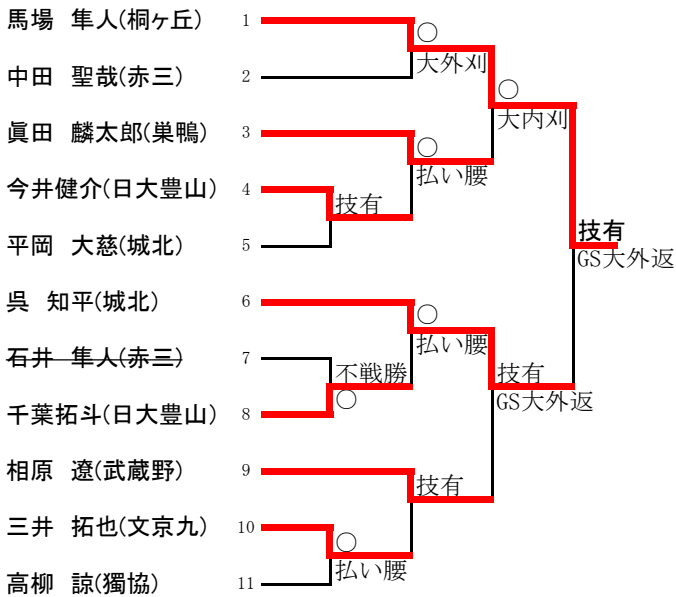 馬場 隼人(桐ヶ丘) 1
○
大外刈
中田 聖哉(赤三) 2
○
大内刈
眞田 麟太郎(巣鴨) 3
○
払い腰
今井健介(日大豊山) 4
技有
平岡 大慈(城北) 5
技有
GS大外返
呉 知平(城北) 6
○
払い腰
石井 隼人(赤三) 7
不戦勝
○
技有
GS大外返
千葉拓斗(日大豊山) 8
相原 遼(武蔵野) 9
技有
三井 拓也(文京九) 10
○
払い腰
高柳 諒(獨協) 11